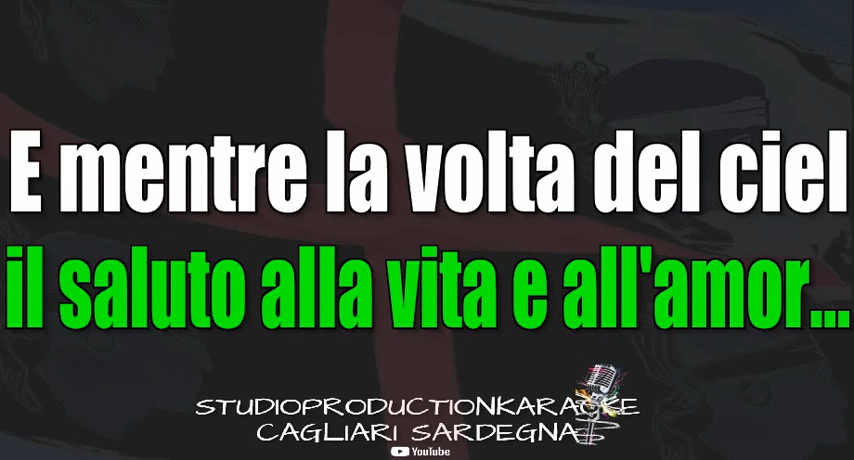 E mentre la volta del ciel
il saluto alla vita e all'amor...
STUDIOPRODUCTIONKARAOKE
CAGLIARI SARDEGNA
YouTube